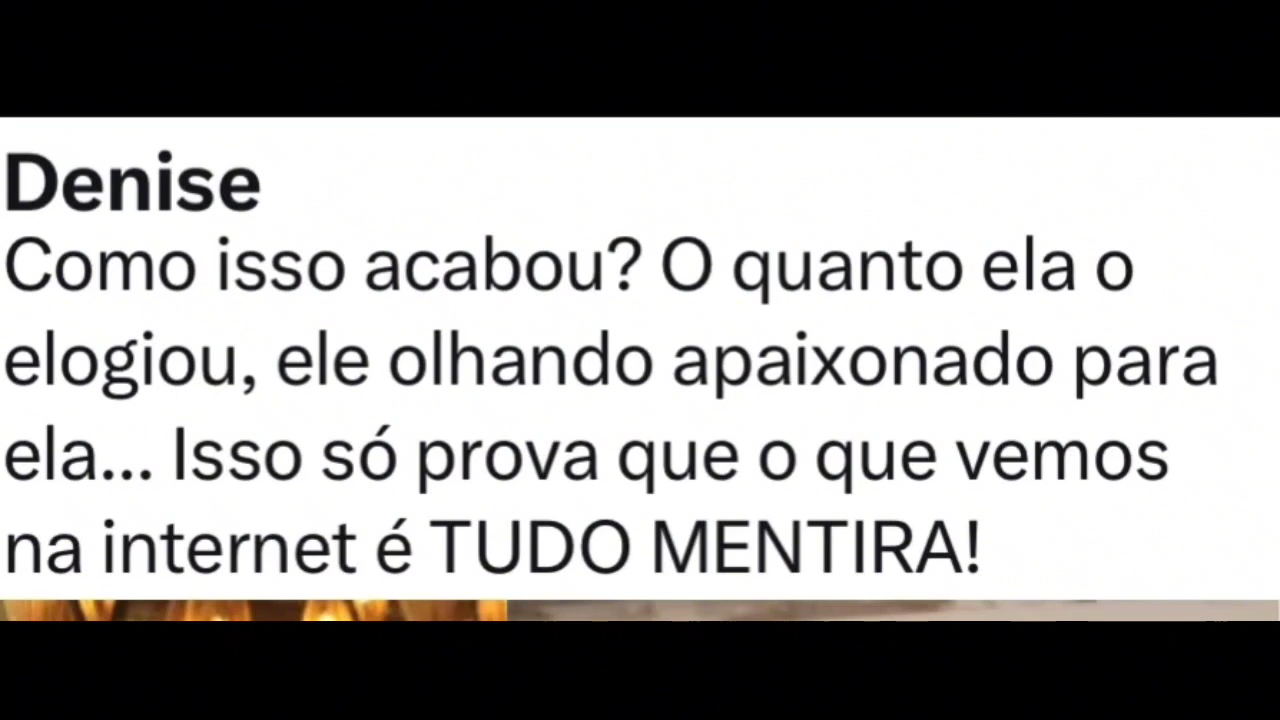 Denise
Como isso acabou? O quanto ela o
elogiou, ele olhando apaixonado para
ela... Isso só prova que o que vemos
na internet é TUDO MENTIRA!